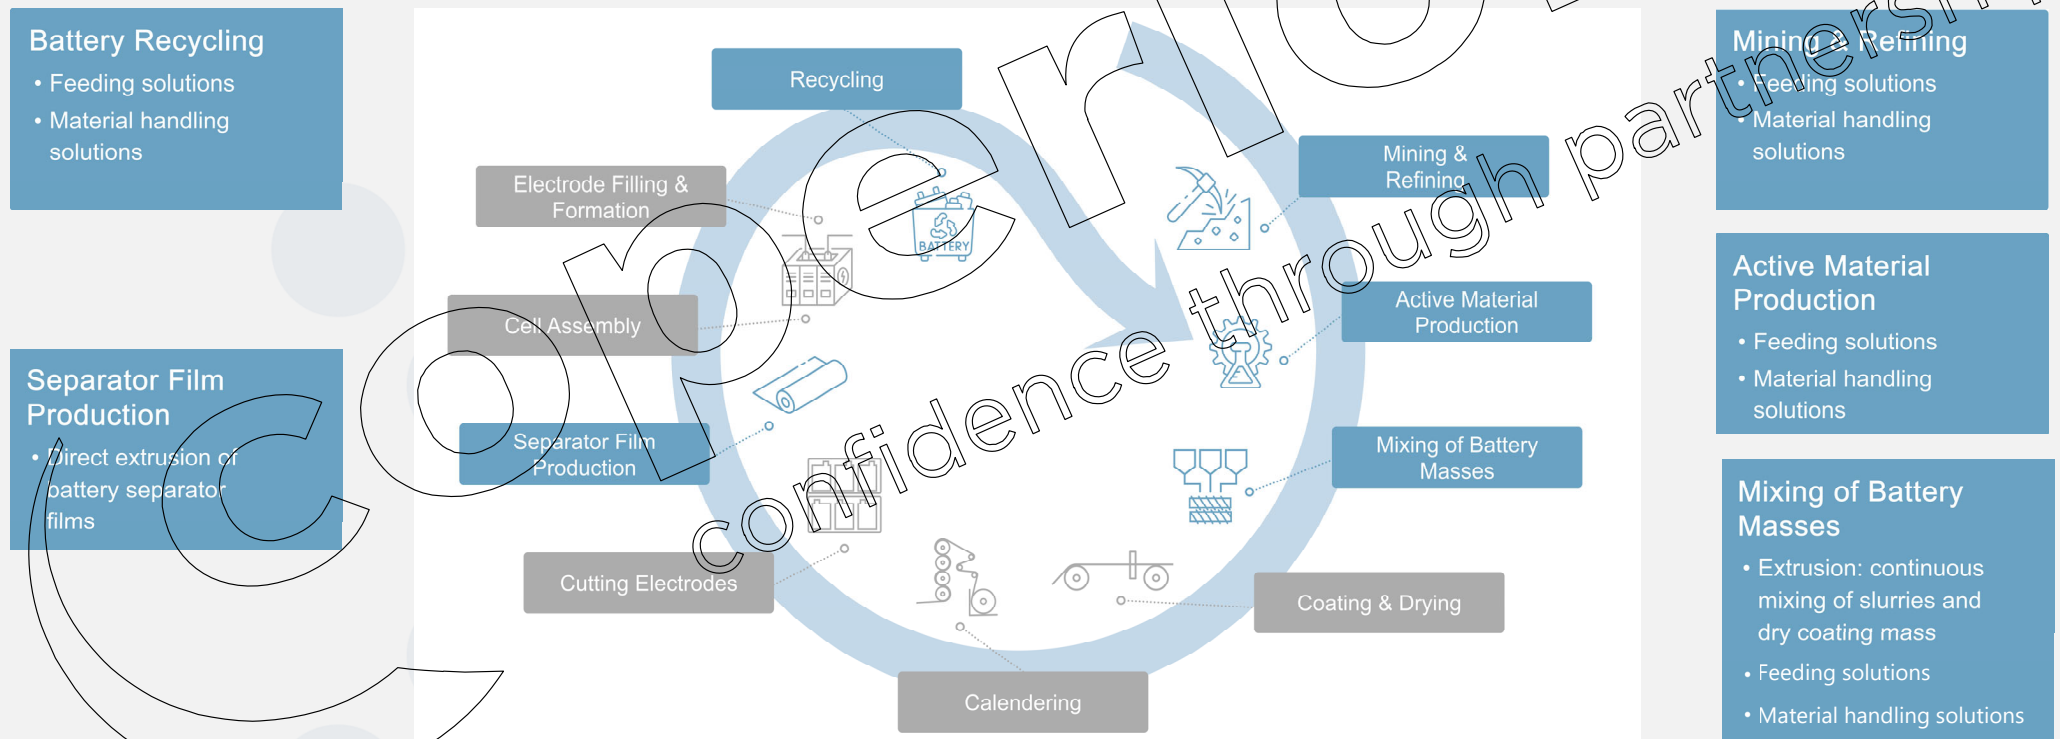 Battery Recycling
• Feeding solutions
• Material handling
solutions
Separator Film
Production
• Direct extrusion of
battery separator
films
Recycling
Electrode Filling &
Formation
Cell Assembly
Separator Film
Production
Cutting Electrodes
Calendering
Coating & Drying
Mixing of Battery
Masses
Active Material
Production
Mining &
Refining
BATTERY
Mining & Refining
• Feeding solutions
• Material handling
solutions
Active Material
Production
• Feeding solutions
• Material handling
solutions
Mixing of Battery
Masses
• Extrusion: continuous
mixing of slurries and
dry coating mass
• Feeding solutions
• Material handling solutions
confidence through partnership